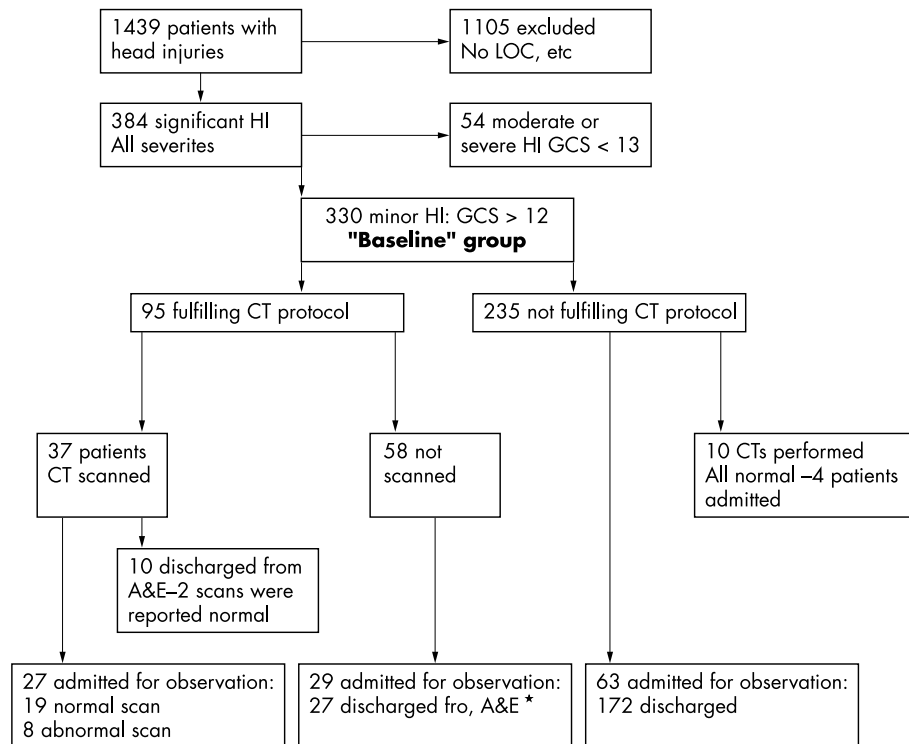 1439 patients with
head injuries
1105 excluded
No LOC, etc
384 significant HI
All severites
54 moderate or
severe HI GCS < 13
330 minor HI: GCS > 12
"Baseline" group
95 fulfilling CT protocol
235 not fulfilling CT protocol
37 patients
CT scanned
58 not
scanned
10 CTs performed
All normal –4 patients
admitted
10 discharged from
A&E–2 scans were
reported normal
27 admitted for observation:
19 normal scan
8 abnormal scan
29 admitted for observation:
27 discharged fro, A&E *
63 admitted for observation:
172 discharged